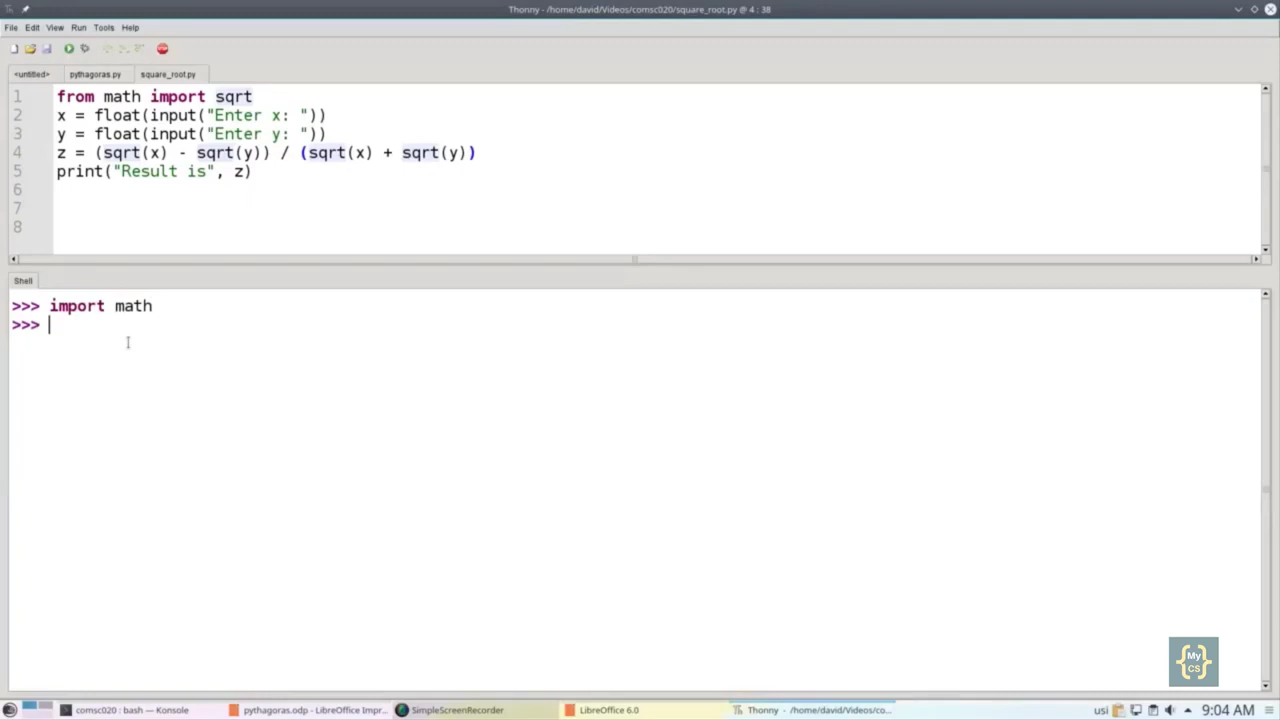 Thonny - /home/david/Videos/comsc020/square_root.py @ 4 : 38
File Edit View Run Tools Help
<untitled> pythagoras.py square_root.py
1 from math import sqrt
2 x = float(input("Enter x: "))
3 y = float(input("Enter y: "))
4 z = (sqrt(x) - sqrt(y)) / (sqrt(x) + sqrt(y))
5 print("Result is", z)
6
7
8
Shell
>>> import math
>>>
My
CS
comsc020 : bash — Konsole pythagoras.odp - LibreOffice Impr... SimpleScreenRecorder LibreOffice 6.0 Thonny - /home/david/Videos/co... usi 9:04 AM